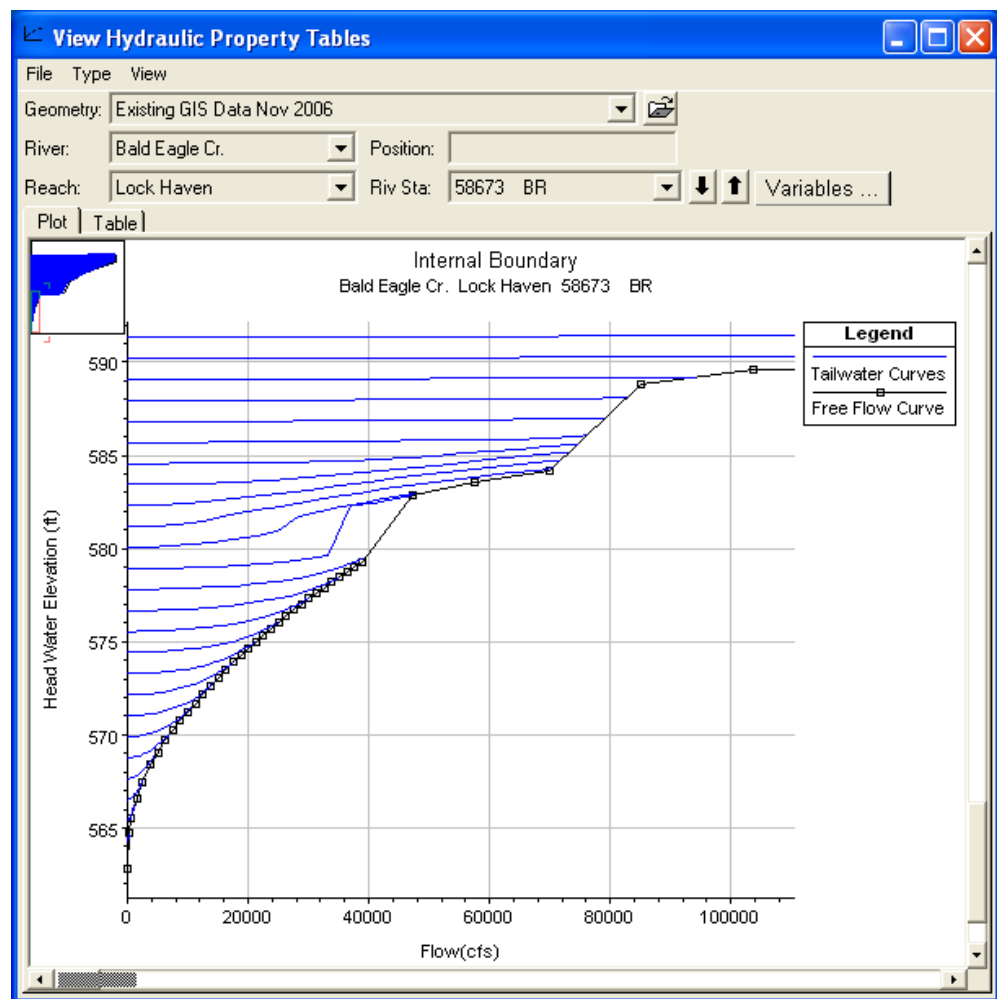 View Hydraulic Property Tables
File Type View
Geometry: Existing GIS Data Nov 2006
River: Bald Eagle Cr. Position:
Reach: Lock Haven Riv Sta: 58673 BR Variables ...
Plot Table
Internal Boundary
Bald Eagle Cr. Lock Haven 58673 BR
Legend
Tailwater Curves
Free Flow Curve
Head Water Elevation (ft)
590
585
580
575
570
565
0 20000 40000 60000 80000 100000
Flow(cfs)